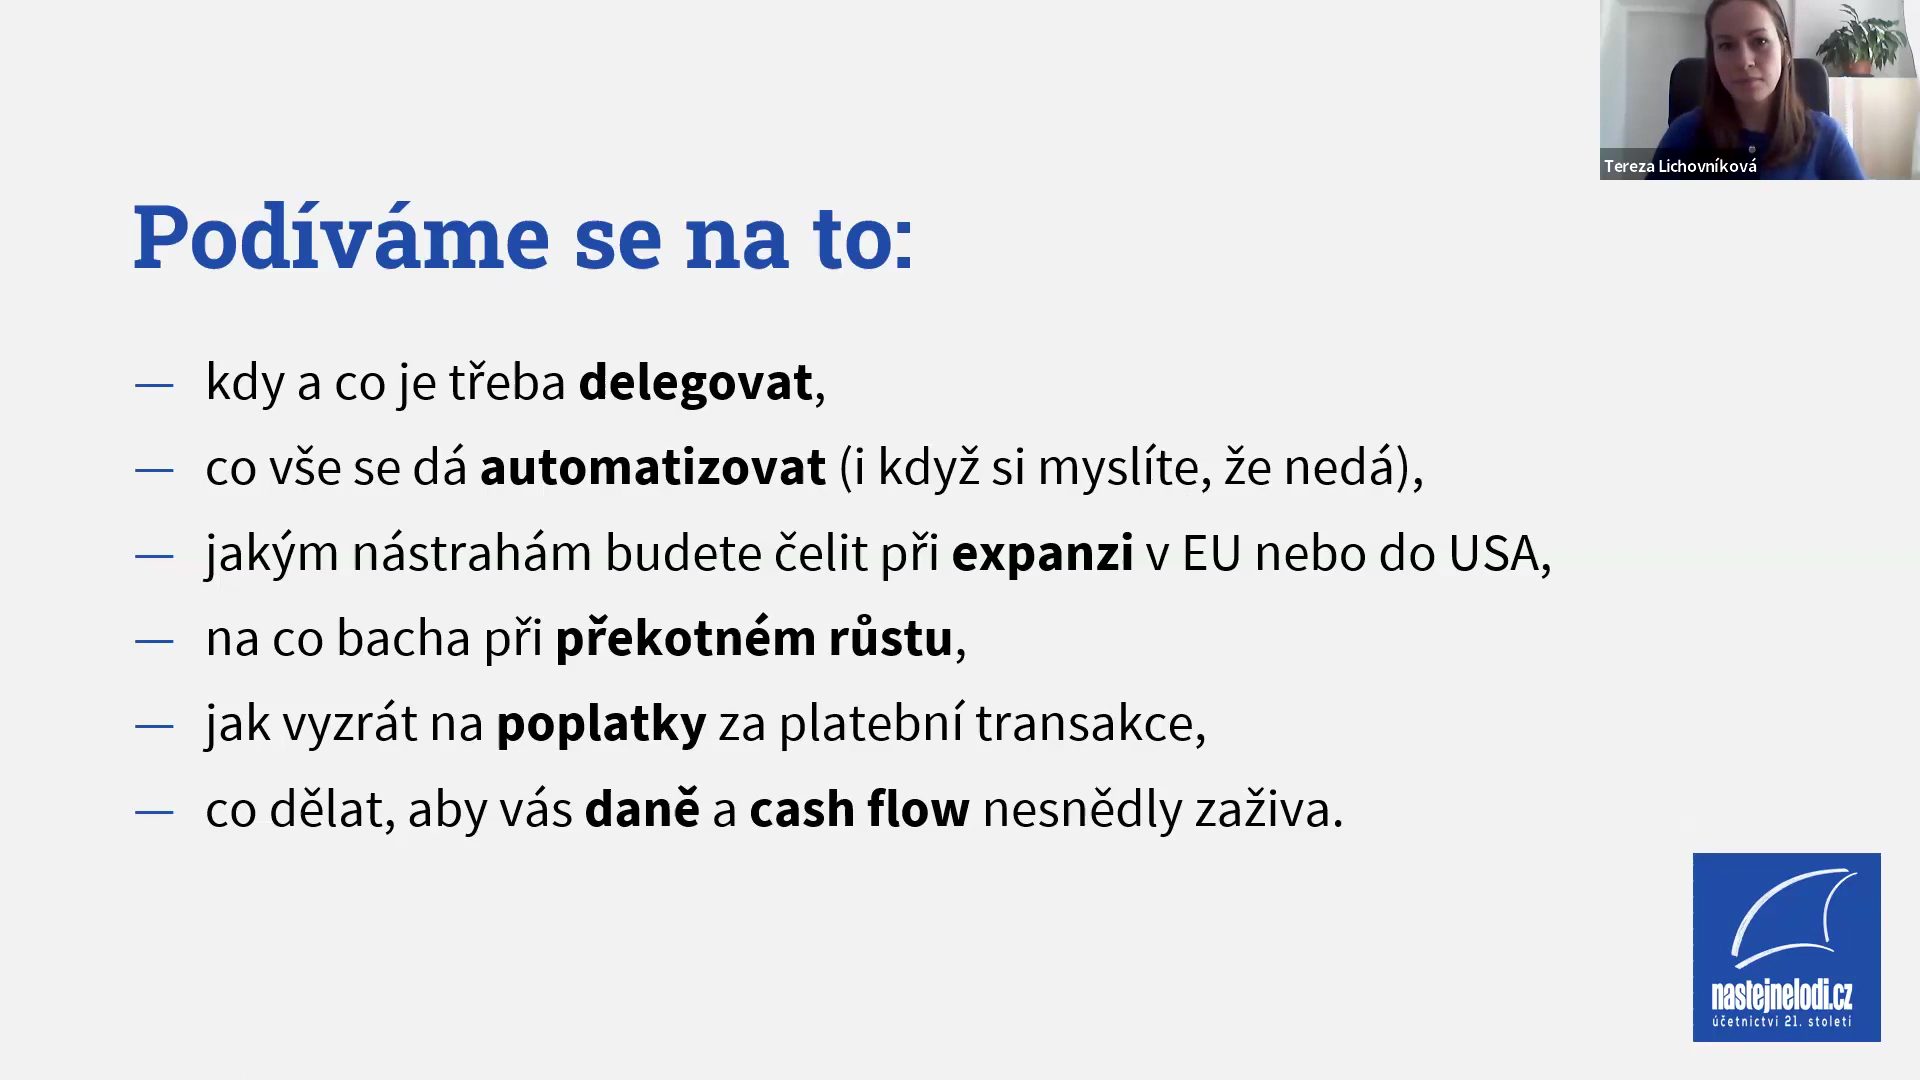 Tereza Lichovníková
Podíváme se na to:
— kdy a co je třeba delegovat,
— co vše se dá automatizovat (i když si myslíte, že nedá),
— jakým nástrahám budete čelit při expanzi v EU nebo do USA,
— na co bacha při překotném růstu,
— jak vyzrát na poplatky za platební transakce,
— co dělat, aby vás daně a cash flow nesnědly zaživa.
nastejnelodi.cz
účetnictví 21. století